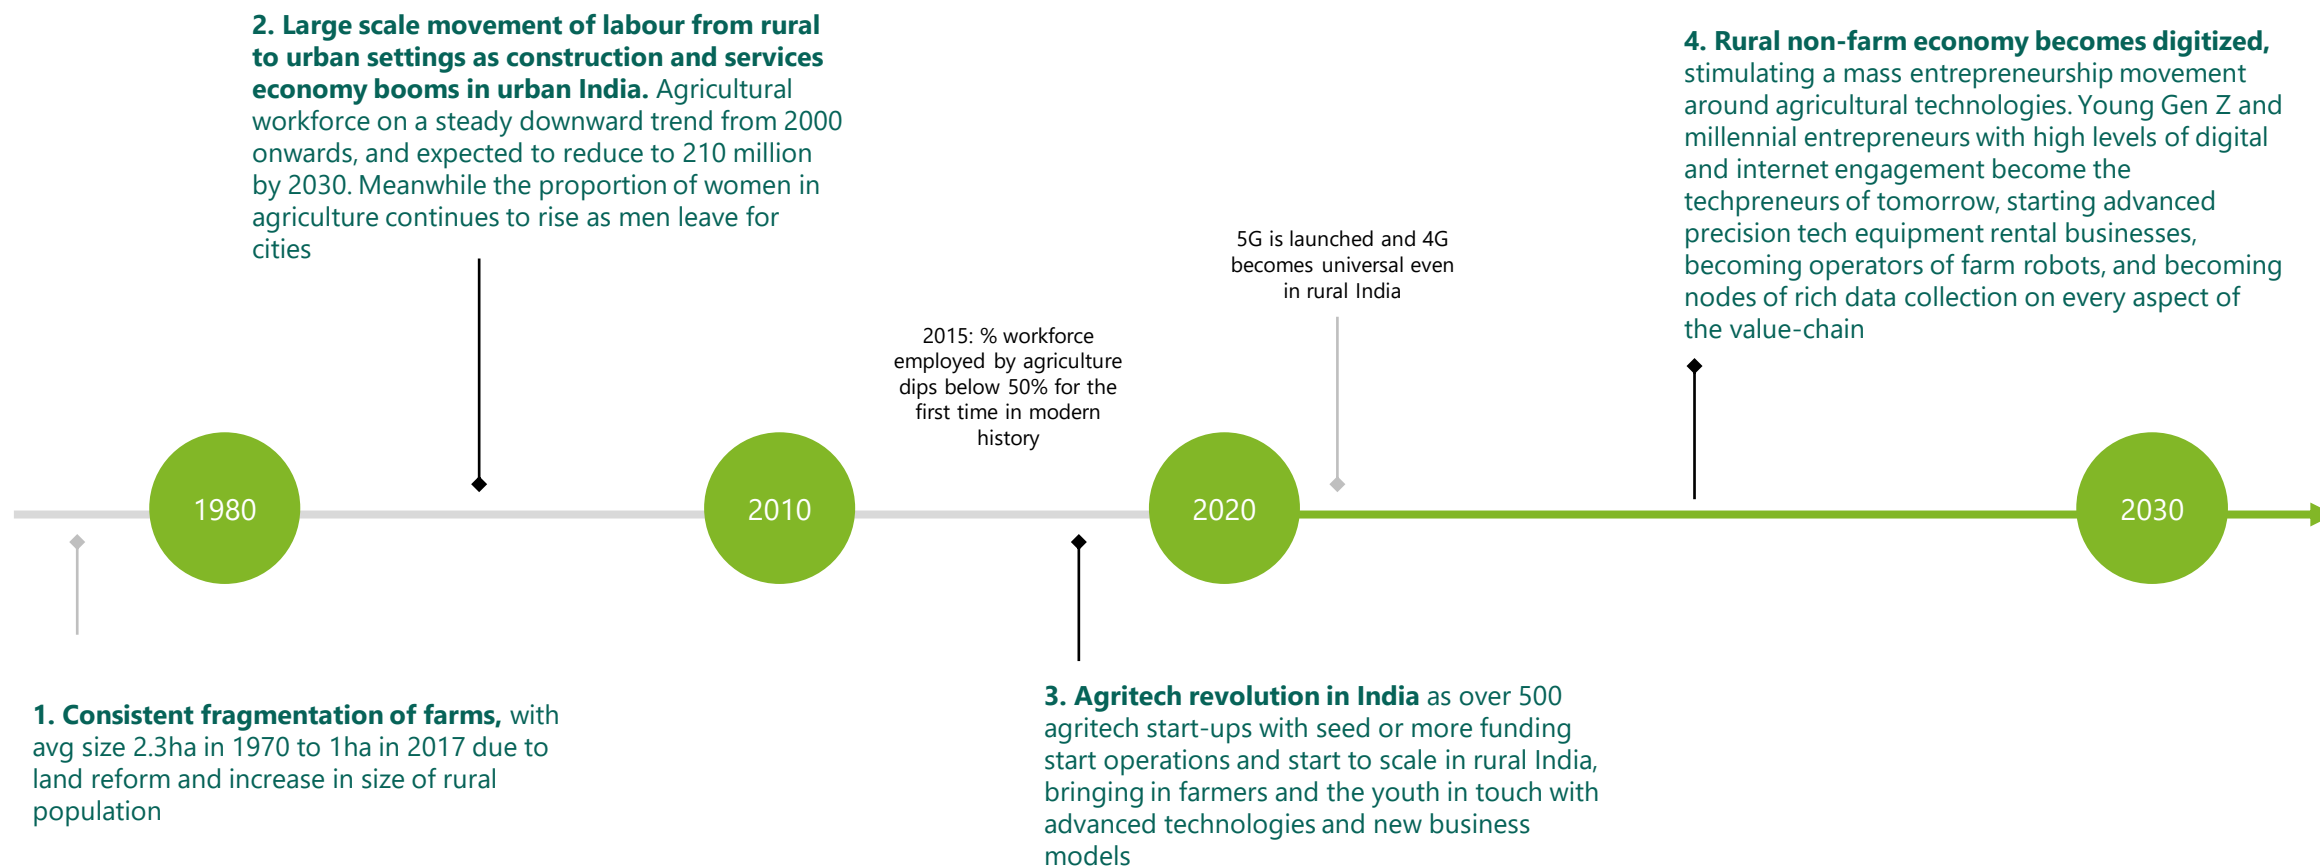 2. Large scale movement of labour from rural
to urban settings as construction and services
economy booms in urban India. Agricultural
workforce on a steady downward trend from 2000
onwards, and expected to reduce to 210 million
by 2030. Meanwhile the proportion of women in
agriculture continues to rise as men leave for
cities
2015: % workforce
employed by agriculture
dips below 50% for the
first time in modern
history
5G is launched and 4G
becomes universal even
in rural India
4. Rural non-farm economy becomes digitized,
stimulating a mass entrepreneurship movement
around agricultural technologies. Young Gen Z and
millennial entrepreneurs with high levels of digital
and internet engagement become the
techpreneurs of tomorrow, starting advanced
precision tech equipment rental businesses,
becoming operators of farm robots, and becoming
nodes of rich data collection on every aspect of
the value-chain
1980
2010
2020
2030
1. Consistent fragmentation of farms, with
avg size 2.3ha in 1970 to 1ha in 2017 due to
land reform and increase in size of rural
population
3. Agritech revolution in India as over 500
agritech start-ups with seed or more funding
start operations and start to scale in rural India,
bringing in farmers and the youth in touch with
advanced technologies and new business
models